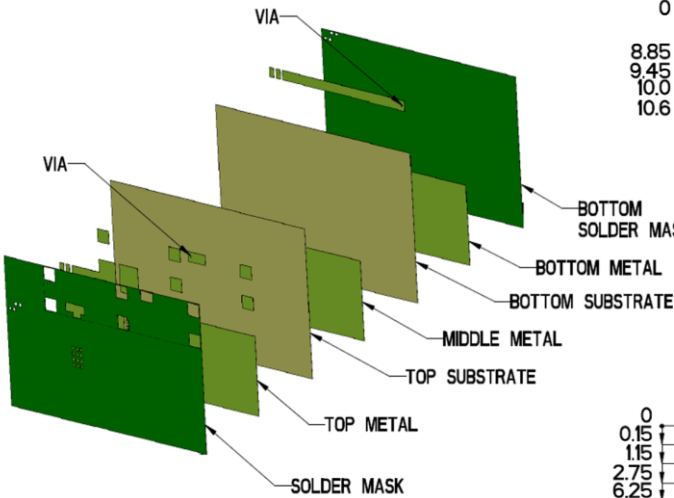 VIA
0
8.85
9.45
10.0
10.6
VIA
BOTTOM
SOLDER MAS
BOTTOM METAL
BOTTOM SUBSTRATE
MIDDLE METAL
TOP SUBSTRATE
TOP METAL
SOLDER MASK
0
0.15
1.15
2.75
6.25